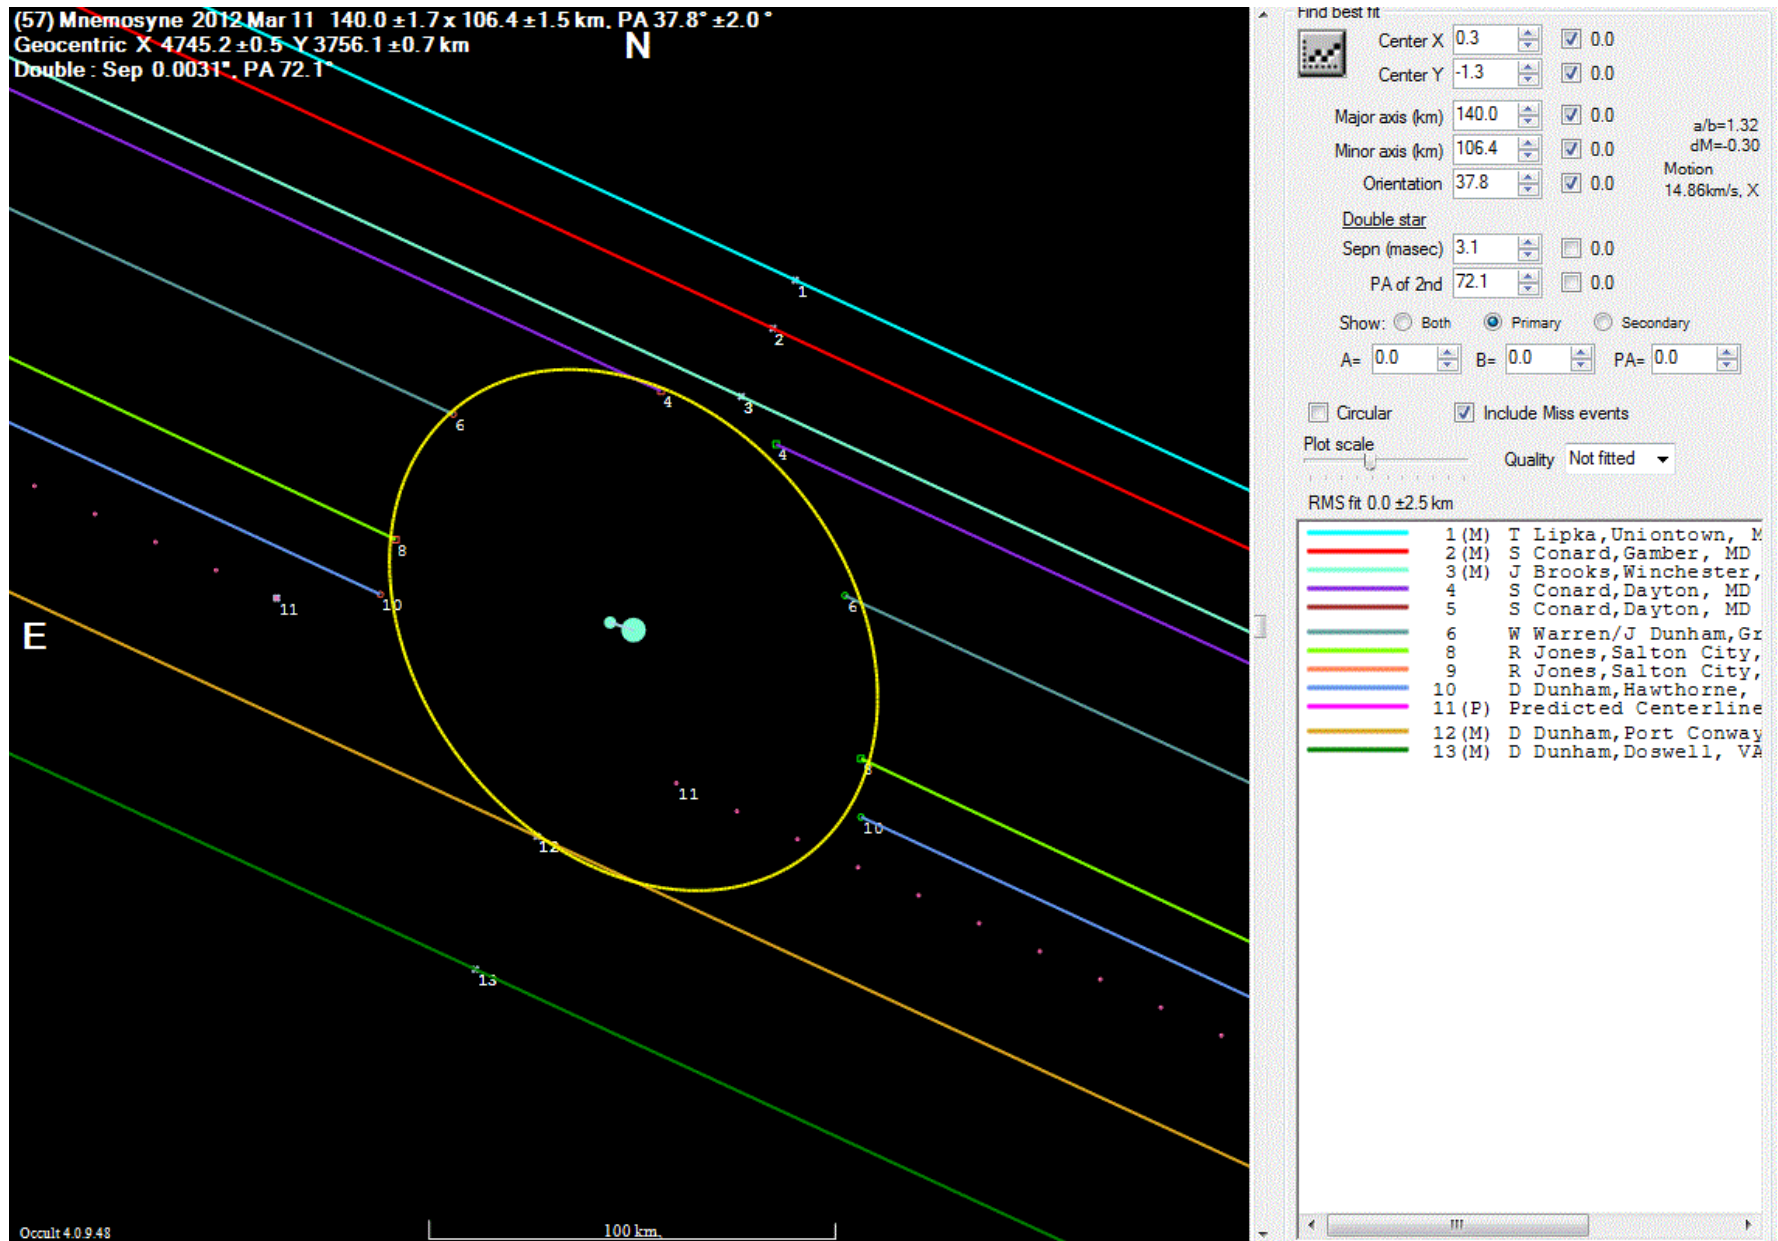 (57) Mnemosyne 2012 Mar 11 140.0 ±1.7 x 106.4 ±1.5 km, PA 37.8° ±2.0 °
Geocentric X 4745.2 ±0.5 Y 3756.1 ±0.7 km
Double : Sep 0.0031", PA 72.1°
N
1
2
3
4
4
6
6
8
8
10
10
11
11
12
13
E
100 km.
Occult 4.0.9.48
Find best fit
Center X 0.3 0.0
Center Y -1.3 0.0
Major axis (km) 140.0 0.0
Minor axis (km) 106.4 0.0
Orientation 37.8 0.0
a/b=1.32
dM=-0.30
Motion
14.86km/s, X
Double star
Sepn (masec) 3.1 0.0
PA of 2nd 72.1 0.0
Show: Both Primary Secondary
A= 0.0 B= 0.0 PA= 0.0
Circular Include Miss events
Plot scale
Quality Not fitted
RMS fit 0.0 ±2.5 km
1(M) T Lipka,Uniontown, M
2(M) S Conard,Gamber, MD
3(M) J Brooks,Winchester,
4 S Conard,Dayton, MD
5 S Conard,Dayton, MD
6 W Warren/J Dunham,Gr
8 R Jones,Salton City,
9 R Jones,Salton City,
10 D Dunham,Hawthorne,
11(P) Predicted Centerline
12(M) D Dunham,Port Conway
13(M) D Dunham,Doswell, VA